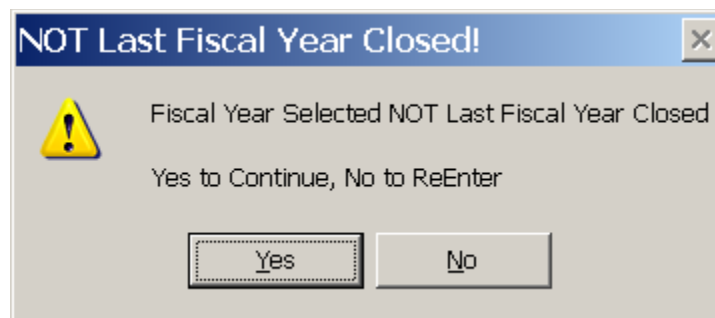 NOT Last Fiscal Year Closed!
Fiscal Year Selected NOT Last Fiscal Year Closed
Yes to Continue, No to ReEnter
Yes
No